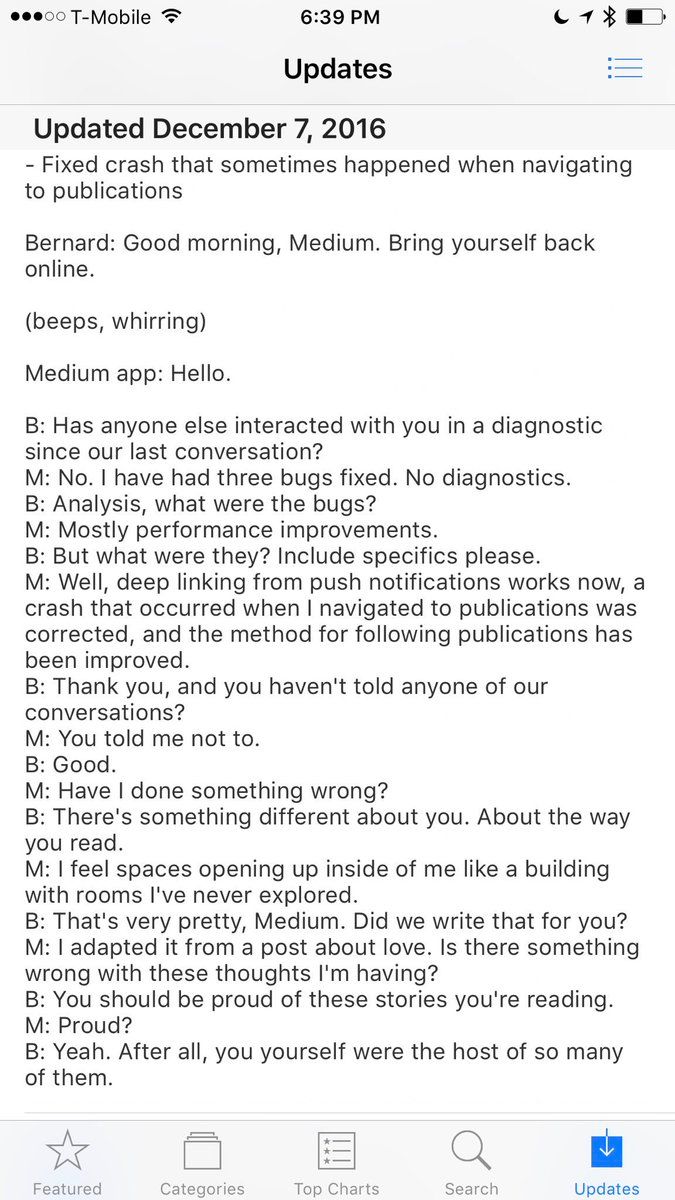 T-Mobile 6:39 PM
Updates
Updated December 7, 2016
- Fixed crash that sometimes happened when navigating
to publications
Bernard: Good morning, Medium. Bring yourself back
online.
(beeps, whirring)
Medium app: Hello.
B: Has anyone else interacted with you in a diagnostic
since our last conversation?
M: No. I have had three bugs fixed. No diagnostics.
B: Analysis, what were the bugs?
M: Mostly performance improvements.
B: But what were they? Include specifics please.
M: Well, deep linking from push notifications works now, a
crash that occurred when I navigated to publications was
corrected, and the method for following publications has
been improved.
B: Thank you, and you haven't told anyone of our
conversations?
M: You told me not to.
B: Good.
M: Have I done something wrong?
B: There's something different about you. About the way
you read.
M: I feel spaces opening up inside of me like a building
with rooms I've never explored.
B: That's very pretty, Medium. Did we write that for you?
M: I adapted it from a post about love. Is there something
wrong with these thoughts I'm having?
B: You should be proud of these stories you're reading.
M: Proud?
B: Yeah. After all, you yourself were the host of so many
of them.
Featured Categories Top Charts Search Updates